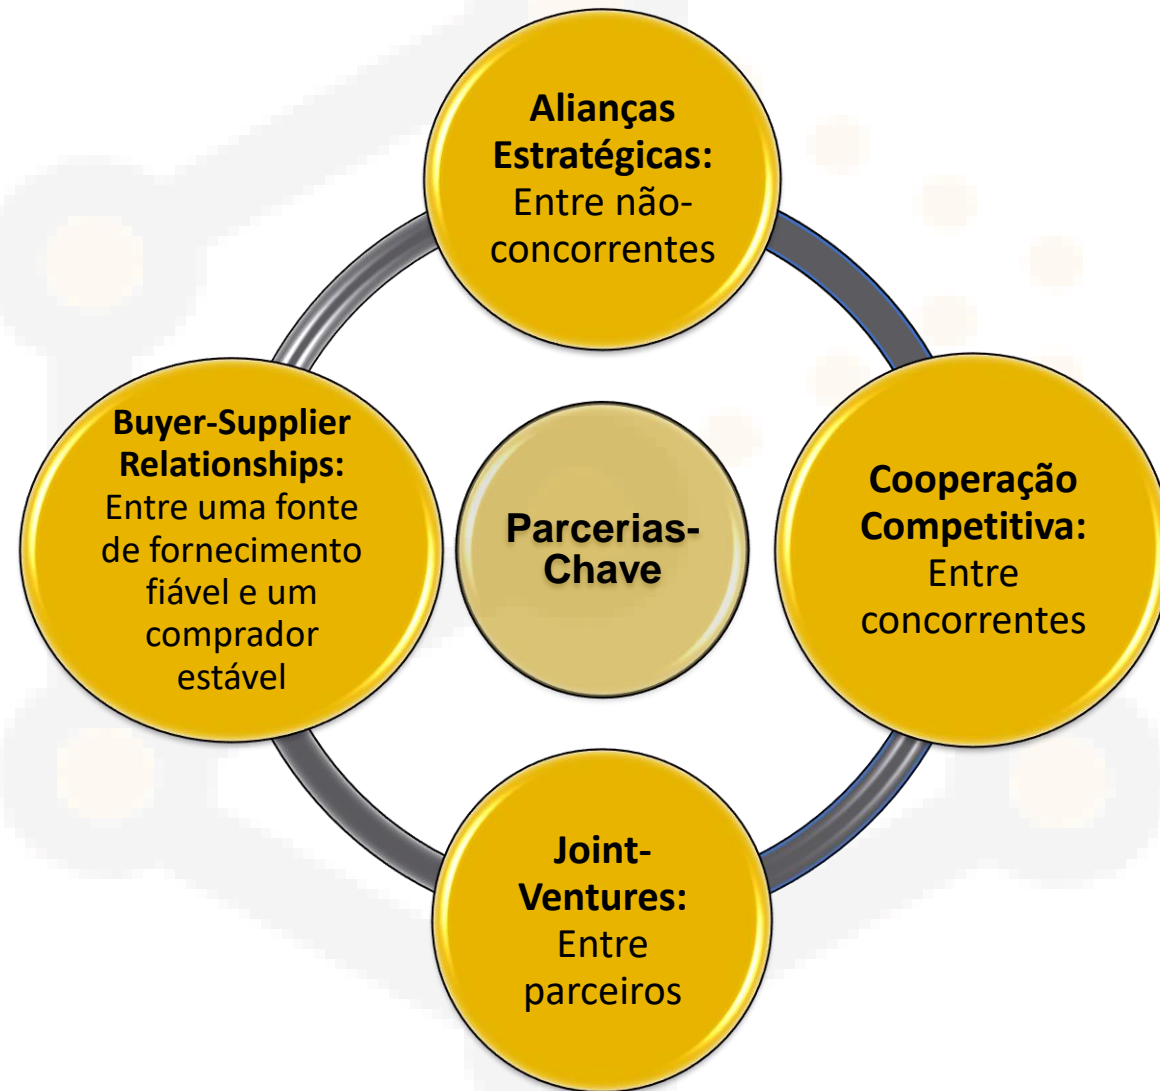 Alianças
Estratégicas:
Entre não-
concorrentes
Buyer-Supplier
Relationships:
Entre uma fonte
de fornecimento
fiável e um
comprador
estável
Parcerias-
Chave
Cooperação
Competitiva:
Entre
concorrentes
Joint-
Ventures:
Entre
parceiros